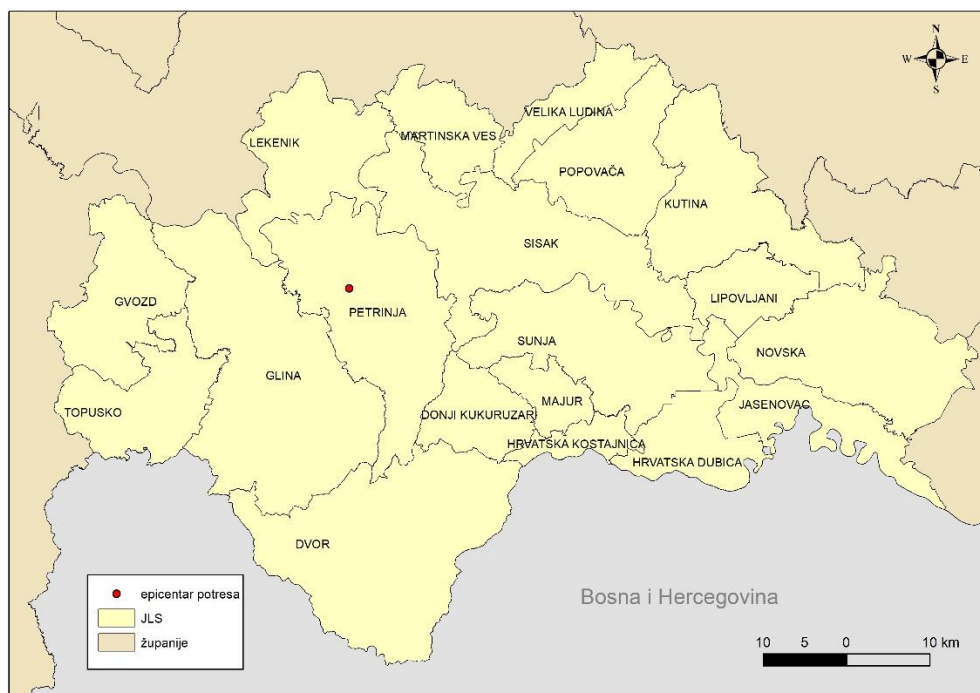 N
W E
S
VELIKA LUDINA
MARTINSKA VES
LEKENIK
POPOVAČA
KUTINA
SISAK
GVOZD
LIPOVLJANI
PETRINJA
SUNJA
NOVSKA
GLINA
MAJUR
JASENOVAC
TOPUSKO
DONJI KUKURUZARI
HRVATSKA KOSTAJNICA
HRVATSKA DUBICA
DVOR
epicentar potresa
JLS
županije
Bosna i Hercegovina
10 5 0 10 km